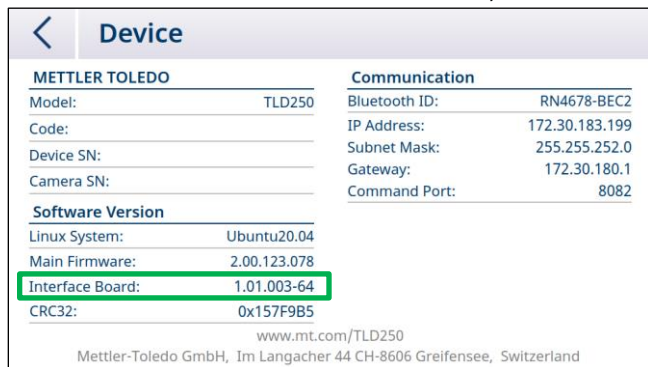 Device
METTLER TOLEDO
Model: TLD250
Code:
Device SN:
Camera SN:
Software Version
Linux System: Ubuntu20.04
Main Firmware: 2.00.123.078
Interface Board: 1.01.003-64
CRC32: 0x157F9B5
Communication
Bluetooth ID: RN4678-BEC2
IP Address: 172.30.183.199
Subnet Mask: 255.255.252.0
Gateway: 172.30.180.1
Command Port: 8082
www.mt.com/TLD250
Mettler-Toledo GmbH, Im Langacher 44 CH-8606 Greifensee, Switzerland